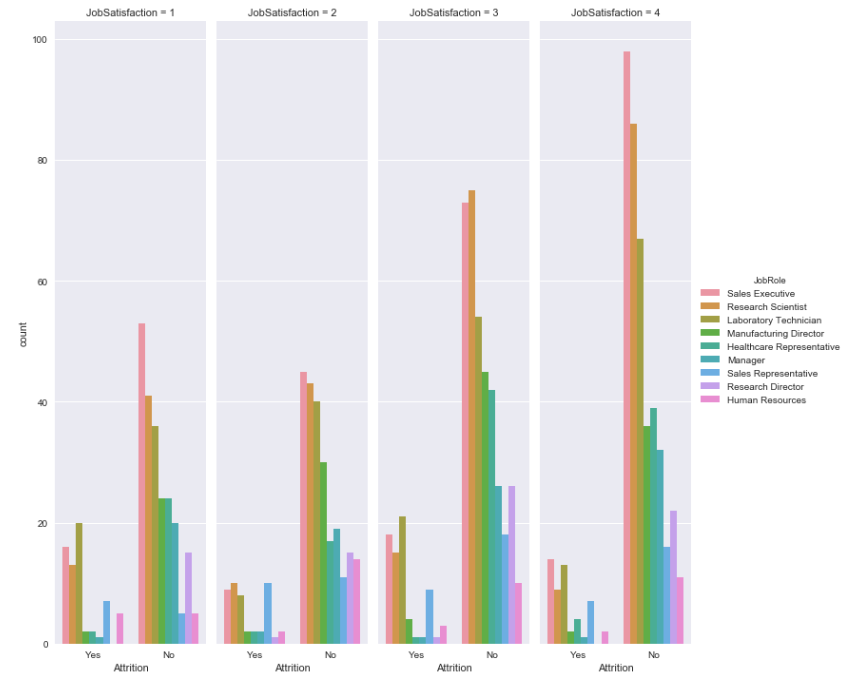 JobSatisfaction = 1
JobSatisfaction = 2
JobSatisfaction = 3
JobSatisfaction = 4
100
80
60
40
20
0
count
Yes
No
Yes
No
Yes
No
Yes
No
Attrition
Attrition
Attrition
Attrition
JobRole
Sales Executive
Research Scientist
Laboratory Technician
Manufacturing Director
Healthcare Representative
Manager
Sales Representative
Research Director
Human Resources